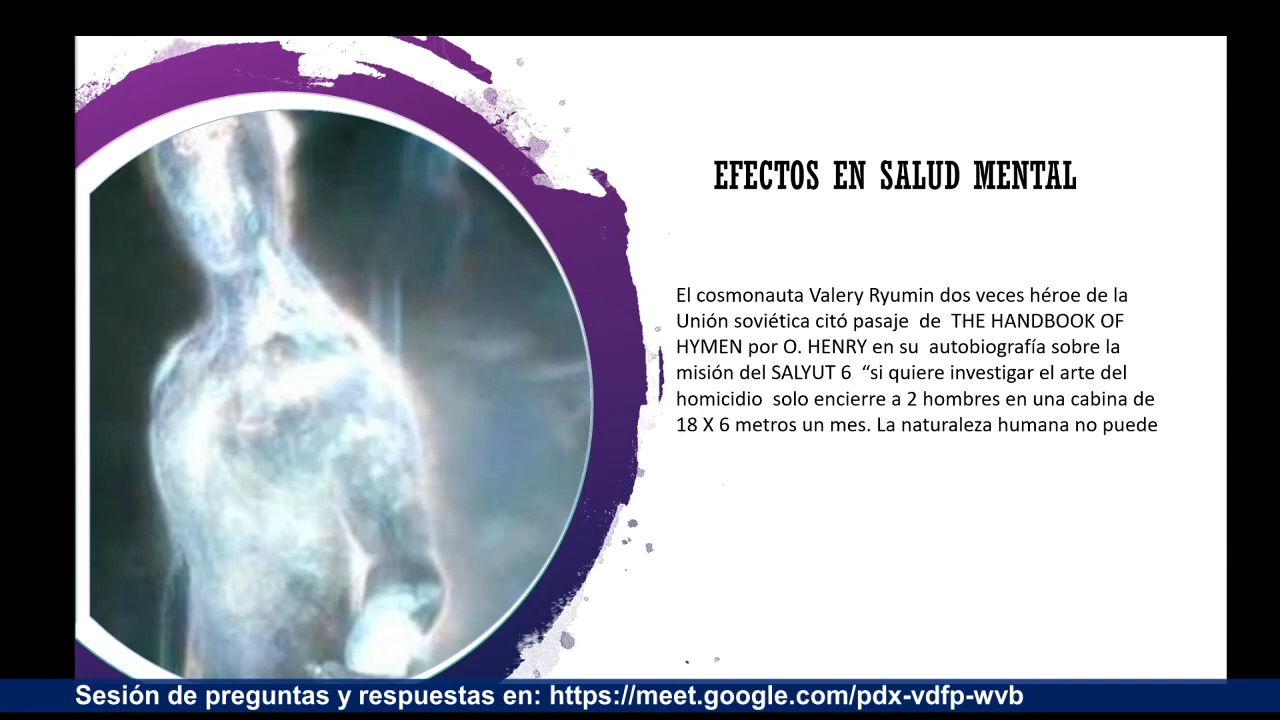 EFECTOS EN SALUD MENTAL
El cosmonauta Valery Ryumin dos veces héroe de la
Unión soviética citó pasaje de THE HANDBOOK OF
HYMEN por O. HENRY en su autobiografía sobre la
misión del SALYUT 6 “si quiere investigar el arte del
homicidio solo encierre a 2 hombres en una cabina de
18 X 6 metros un mes. La naturaleza humana no puede
Sesión de preguntas y respuestas en: https://meet.google.com/pdx-vdfp-wvb